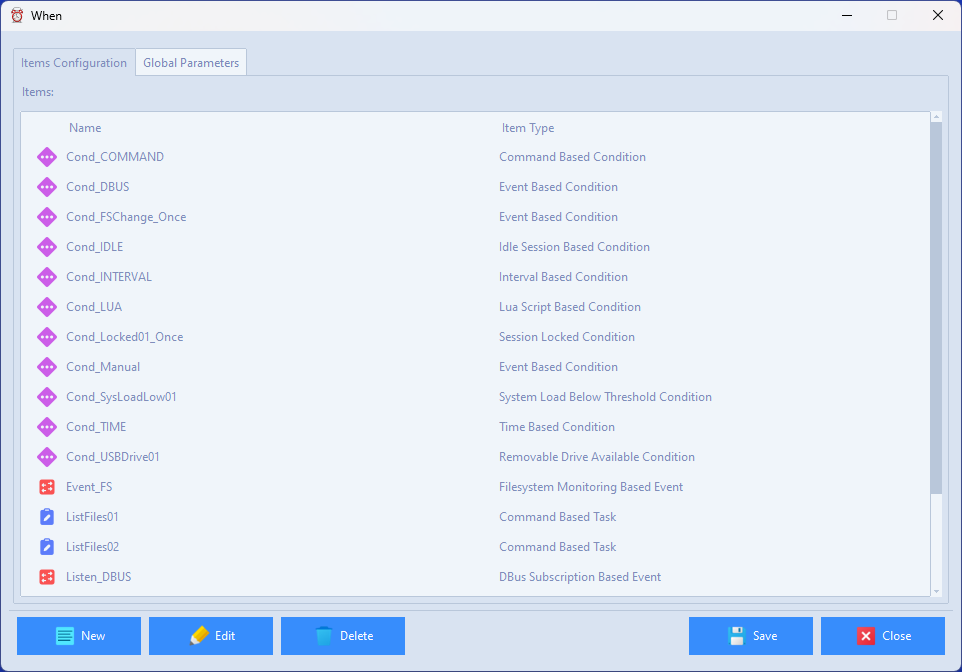 When
Items Configuration Global Parameters
Items:
Name Item Type
Cond_COMMAND Command Based Condition
Cond_DBUS Event Based Condition
Cond_FSChange_Once Event Based Condition
Cond_IDLE Idle Session Based Condition
Cond_INTERVAL Interval Based Condition
Cond_LUA Lua Script Based Condition
Cond_Locked01_Once Session Locked Condition
Cond_Manual Event Based Condition
Cond_SysLoadLow01 System Load Below Threshold Condition
Cond_TIME Time Based Condition
Cond_USBDrive01 Removable Drive Available Condition
Event_FS Filesystem Monitoring Based Event
ListFiles01 Command Based Task
ListFiles02 Command Based Task
Listen_DBUS DBus Subscription Based Event
New Edit Delete Save Close